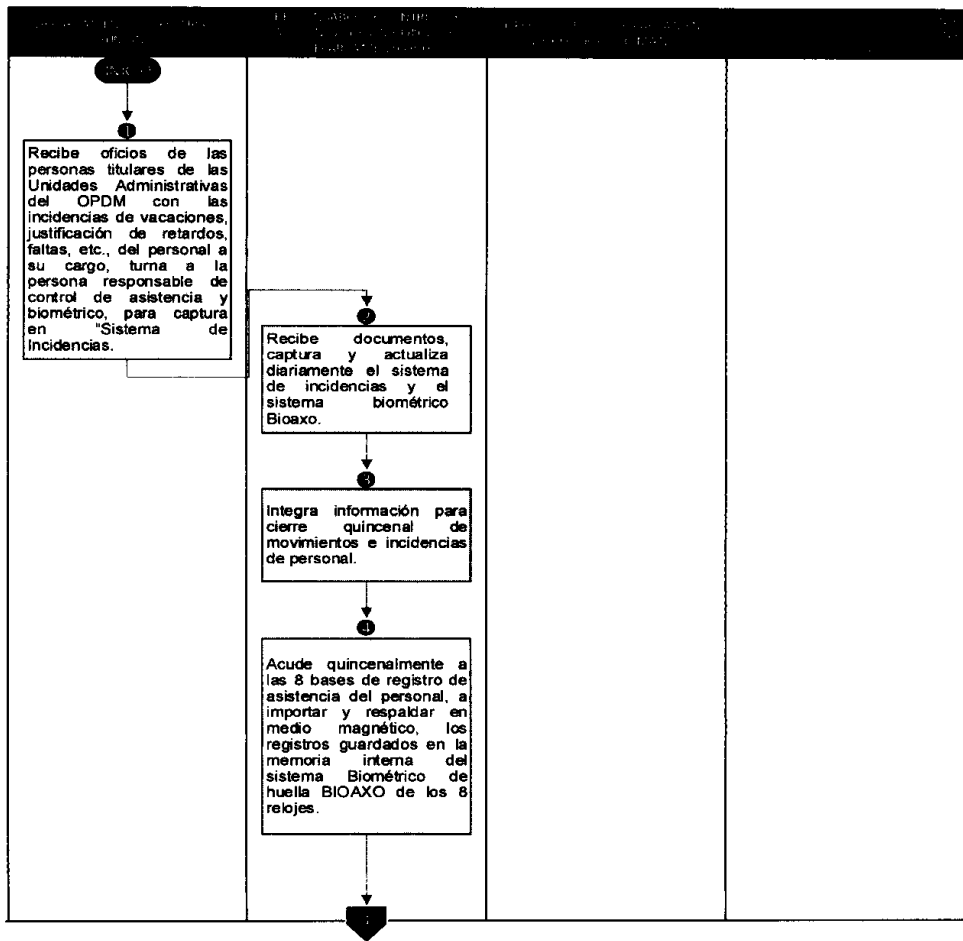 INICIO
1
Recibe oficios de las
personas titulares de las
Unidades Administrativas
del OPDM con las
incidencias de vacaciones,
justificación de retardos,
faltas, etc., del personal a
su cargo, turna a la
persona responsable de
control de asistencia y
biométrico, para captura
en "Sistema de
Incidencias.
2
Recibe documentos,
captura y actualiza
diariamente el sistema
de incidencias y el
sistema biométrico
Bioaxo.
3
Integra información para
cierre quincenal de
movimientos e incidencias
de personal.
4
Acude quincenalmente a
las 8 bases de registro de
asistencia del personal, a
importar y respaldar en
medio magnético, los
registros guardados en la
memoria interna del
sistema Biométrico de
huella BIOAXO de los 8
relojes.